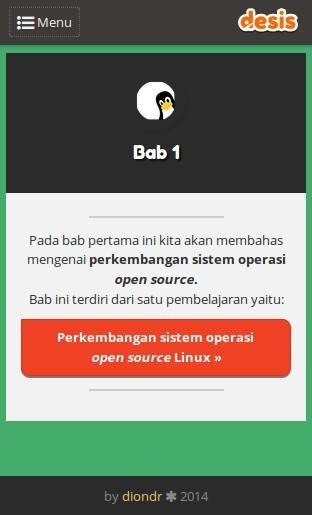 Menu
desis
Bab 1
Pada bab pertama ini kita akan membahas
mengenai perkembangan sistem operasi
open source.
Bab ini terdiri dari satu pembelajaran yaitu:
Perkembangan sistem operasi
open source Linux »
by diondr ✱ 2014